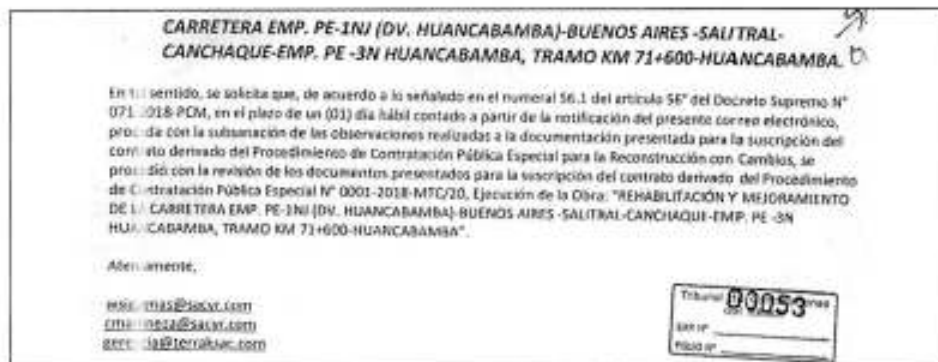 CARRETERA EMP. PE-1NJ (DV. HUANCABAMBA)-BUENOS AIRES -SALITRAL-
CANCHAQUE-EMP. PE -3N HUANCABAMBA, TRAMO KM 71+600-HUANCABAMBA.
En sentido, se solicita que, de acuerdo a lo señalado en el numeral 56.1 del artículo 56° del Decreto Supremo N°
071 2018-PCM, en el plazo de un (01) día hábil contado a partir de la notificación del presente correo electrónico,
proceda con la subsanación de las observaciones realizadas a la documentación presentada para la suscripción del
contrato derivado del Procedimiento de Contratación Pública Especial para la Reconstrucción con Cambios, se
procedió con la revisión de los documentos presentados para la suscripción del contrato derivado del Procedimiento
de Contratación Pública Especial N° 0001-2018-MTC/20, Ejecución de la Obra: "REHABILITACIÓN Y MEJORAMIENTO
DE LA CARRETERA EMP. PE-1NJ (DV. HUANCABAMBA)-BUENOS AIRES -SALITRAL-CANCHAQUE-EMP. PE -3N
HUANCABAMBA, TRAMO KM 71+600-HUANCABAMBA".
Atentamente,
@sacyr.com
@sacyr.com
Tribunal
00053
EXP N°
FOLIO N°